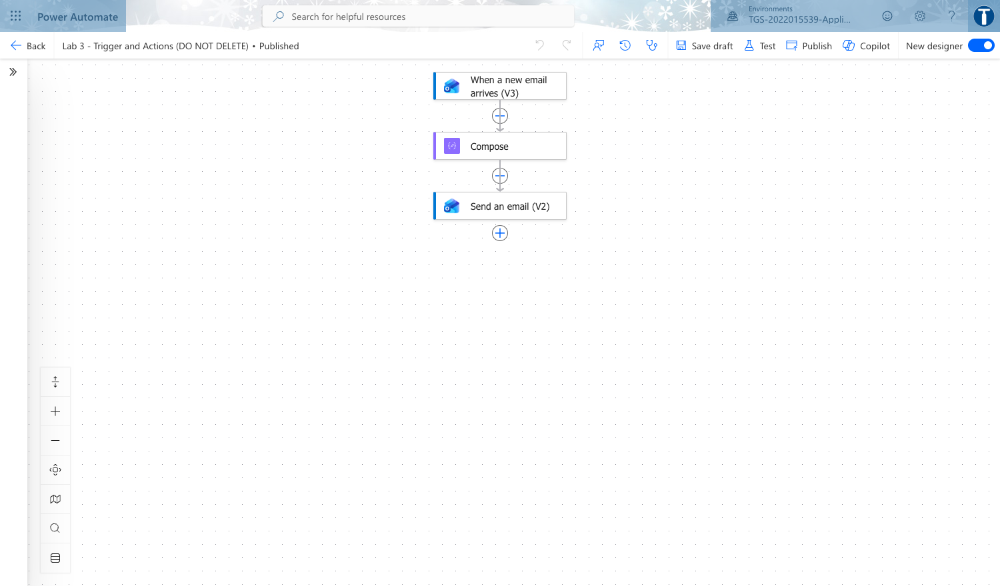 Power Automate
Search for helpful resources
Environments
TGS-2022015539-Appli...
Back
Lab 3 - Trigger and Actions (DO NOT DELETE) • Published
Save draft
Test
Publish
Copilot
New designer
When a new email
arrives (V3)
Compose
Send an email (V2)